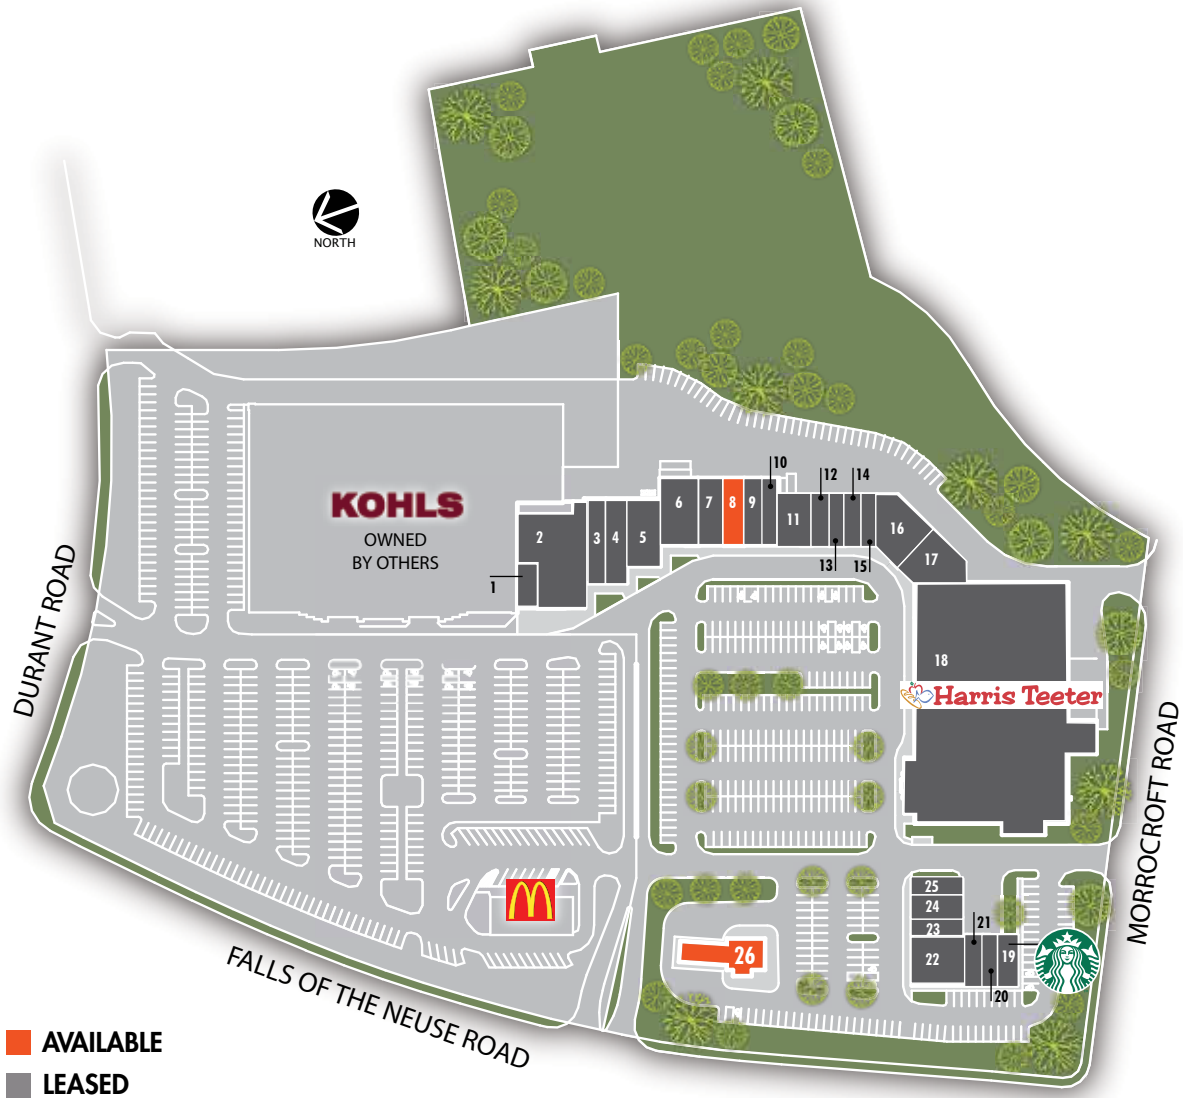 NORTH
KOHLS
OWNED
BY OTHERS
1
2
3
4
5
6
7
8
9
10
11
12
13
14
15
16
17
18
Harris Teeter
DURANT ROAD
MORROCROFT ROAD
FALLS OF THE NEUSE ROAD
25
24
23
22
21
20
19
26
AVAILABLE
LEASED